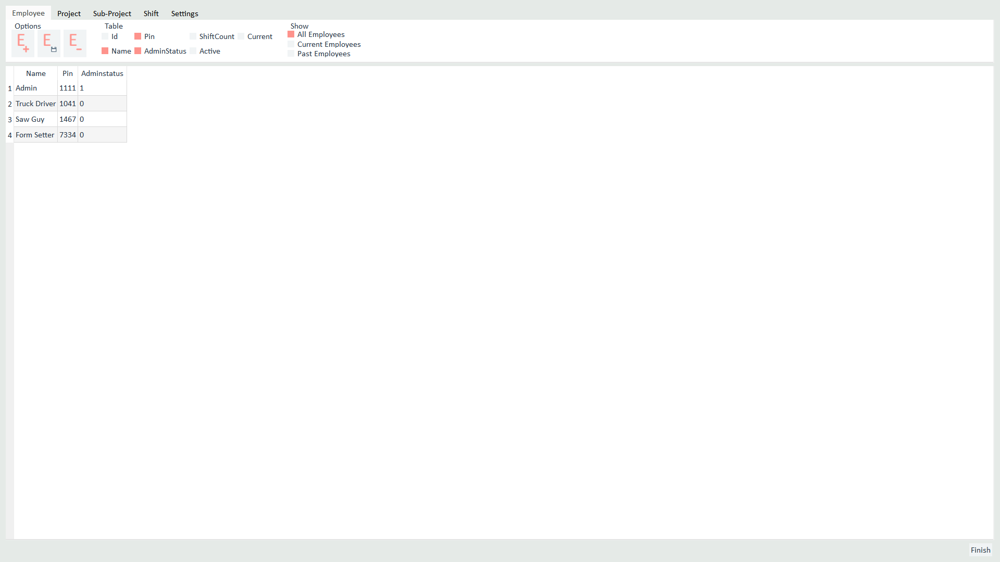 Employee Project Sub-Project Shift Settings
Options Table Show
E+ E E-
Id Pin ShiftCount Current
Name AdminStatus Active
All Employees
Current Employees
Past Employees
Name Pin Adminstatus
1 Admin 1111 1
2 Truck Driver 1041 0
3 Saw Guy 1467 0
4 Form Setter 7334 0
Finish